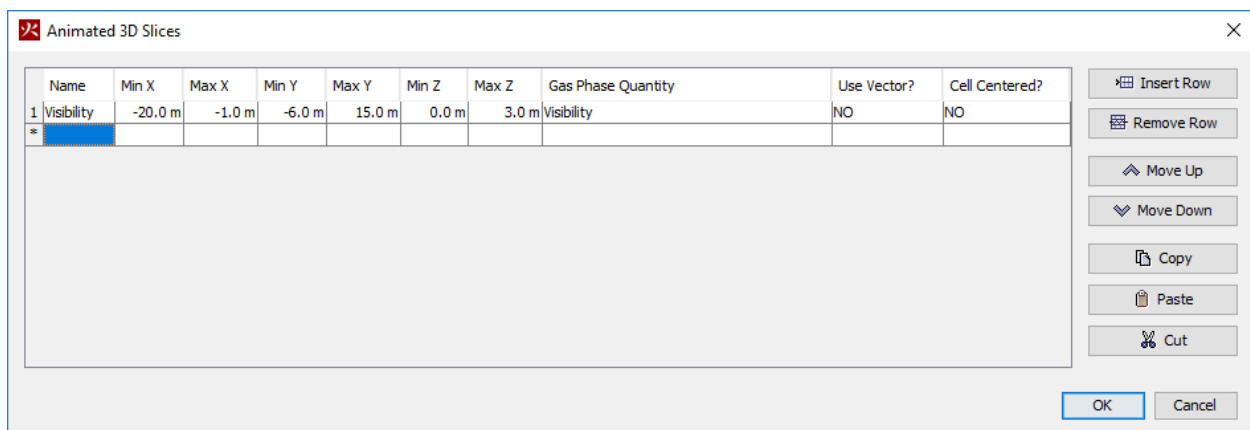 Animated 3D Slices
Name Min X Max X Min Y Max Y Min Z Max Z Gas Phase Quantity Use Vector? Cell Centered?
1 Visibility -20.0 m -1.0 m -6.0 m 15.0 m 0.0 m 3.0 m Visibility NO NO
*
Insert Row
Remove Row
Move Up
Move Down
Copy
Paste
Cut
OK Cancel